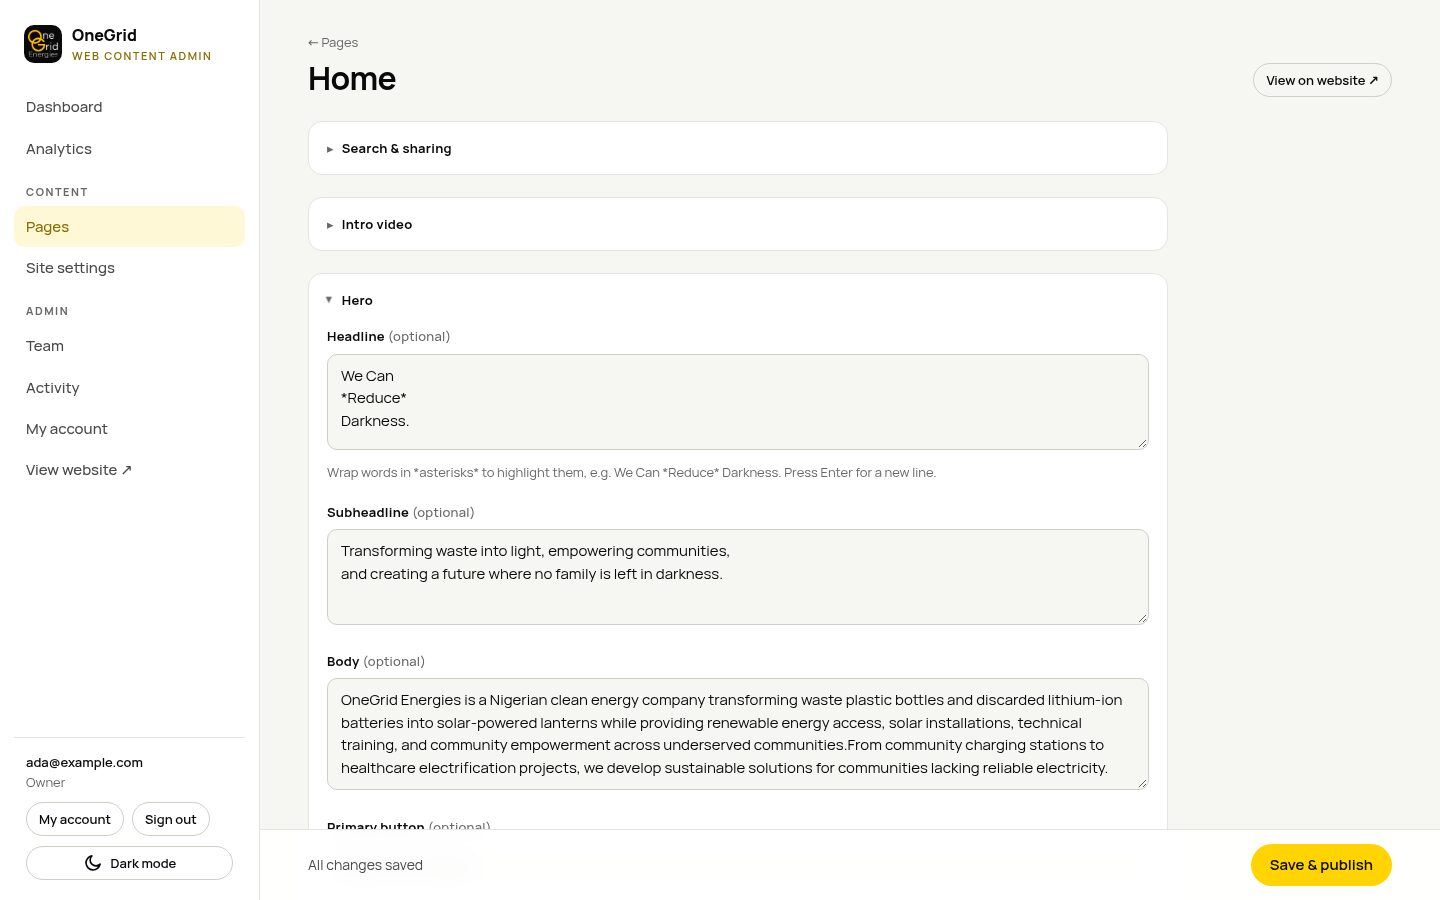 One
Grid
Energies
OneGrid
WEB CONTENT ADMIN
Dashboard
Analytics
CONTENT
Pages
Site settings
ADMIN
Team
Activity
My account
View website ↗
ada@example.com
Owner
My account
Sign out
Dark mode
← Pages
Home
View on website ↗
▸ Search & sharing
▸ Intro video
▾ Hero
Headline (optional)
We Can
*Reduce*
Darkness.
Wrap words in *asterisks* to highlight them, e.g. We Can *Reduce* Darkness. Press Enter for a new line.
Subheadline (optional)
Transforming waste into light, empowering communities,
and creating a future where no family is left in darkness.
Body (optional)
OneGrid Energies is a Nigerian clean energy company transforming waste plastic bottles and discarded lithium-ion
batteries into solar-powered lanterns while providing renewable energy access, solar installations, technical
training, and community empowerment across underserved communities.From community charging stations to
healthcare electrification projects, we develop sustainable solutions for communities lacking reliable electricity.
Primary button (optional)
All changes saved
Save & publish